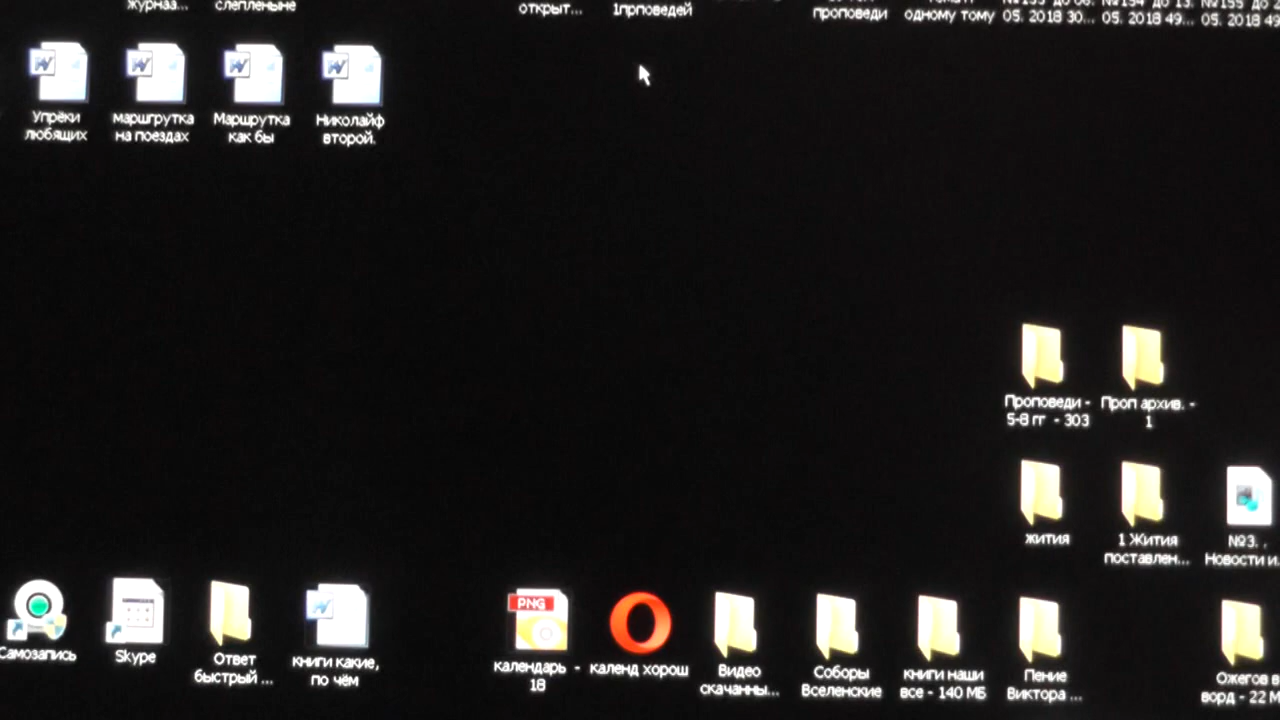 слепленые
открыт...
1прповедей
проповеди
одному тому
05. 2018 30...
05. 2018 49...
05. 2018 49
Упрёки
любящих
маршгрутка
на поездах
Маршрутка
как бы
Николайф
второй.
Проповеди -
5-8 гг - 303
Проп архив. -
1
жития
1 Жития
поставлен...
№3. .
Новости и.
Самозапись
Skype
Ответ
быстрый ...
книги какие,
по чём
PNG
календарь -
18
календ хорош
Видео
скачанны...
Соборы
Вселенские
книги наши
все - 140 МБ
Пение
Виктора ...
Ожегов в
ворд - 22 М